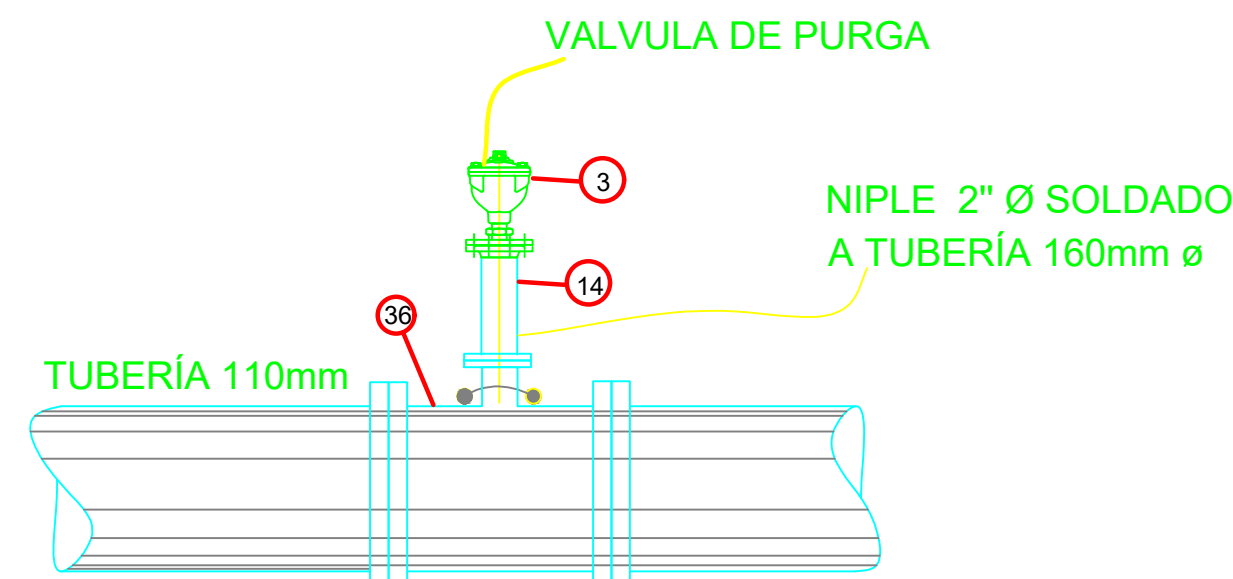 VALVULA DE PURGA
3
NIPLE 2" Ø SOLDADO
A TUBERÍA 160mm ø
14
36
TUBERÍA 110mm